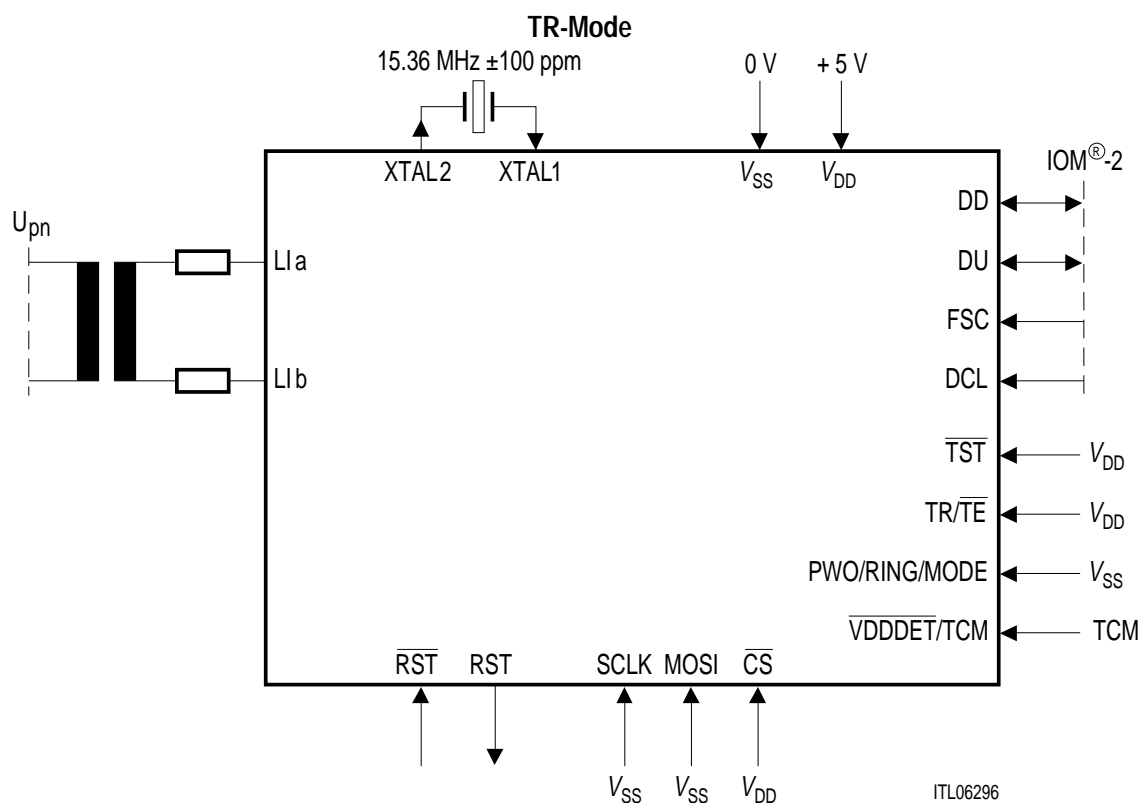 TR-Mode
15.36 MHz ±100 ppm
0 V
+ 5 V
XTAL2
XTAL1
VSS
VDD
IOM®-2
DD
Upn
LIa
DU
FSC
LIb
DCL
TST
VDD
TR/TE
VDD
PWO/RING/MODE
VSS
VDDDET/TCM
TCM
RST
RST
SCLK
MOSI
CS
VSS
VSS
VDD
ITL06296